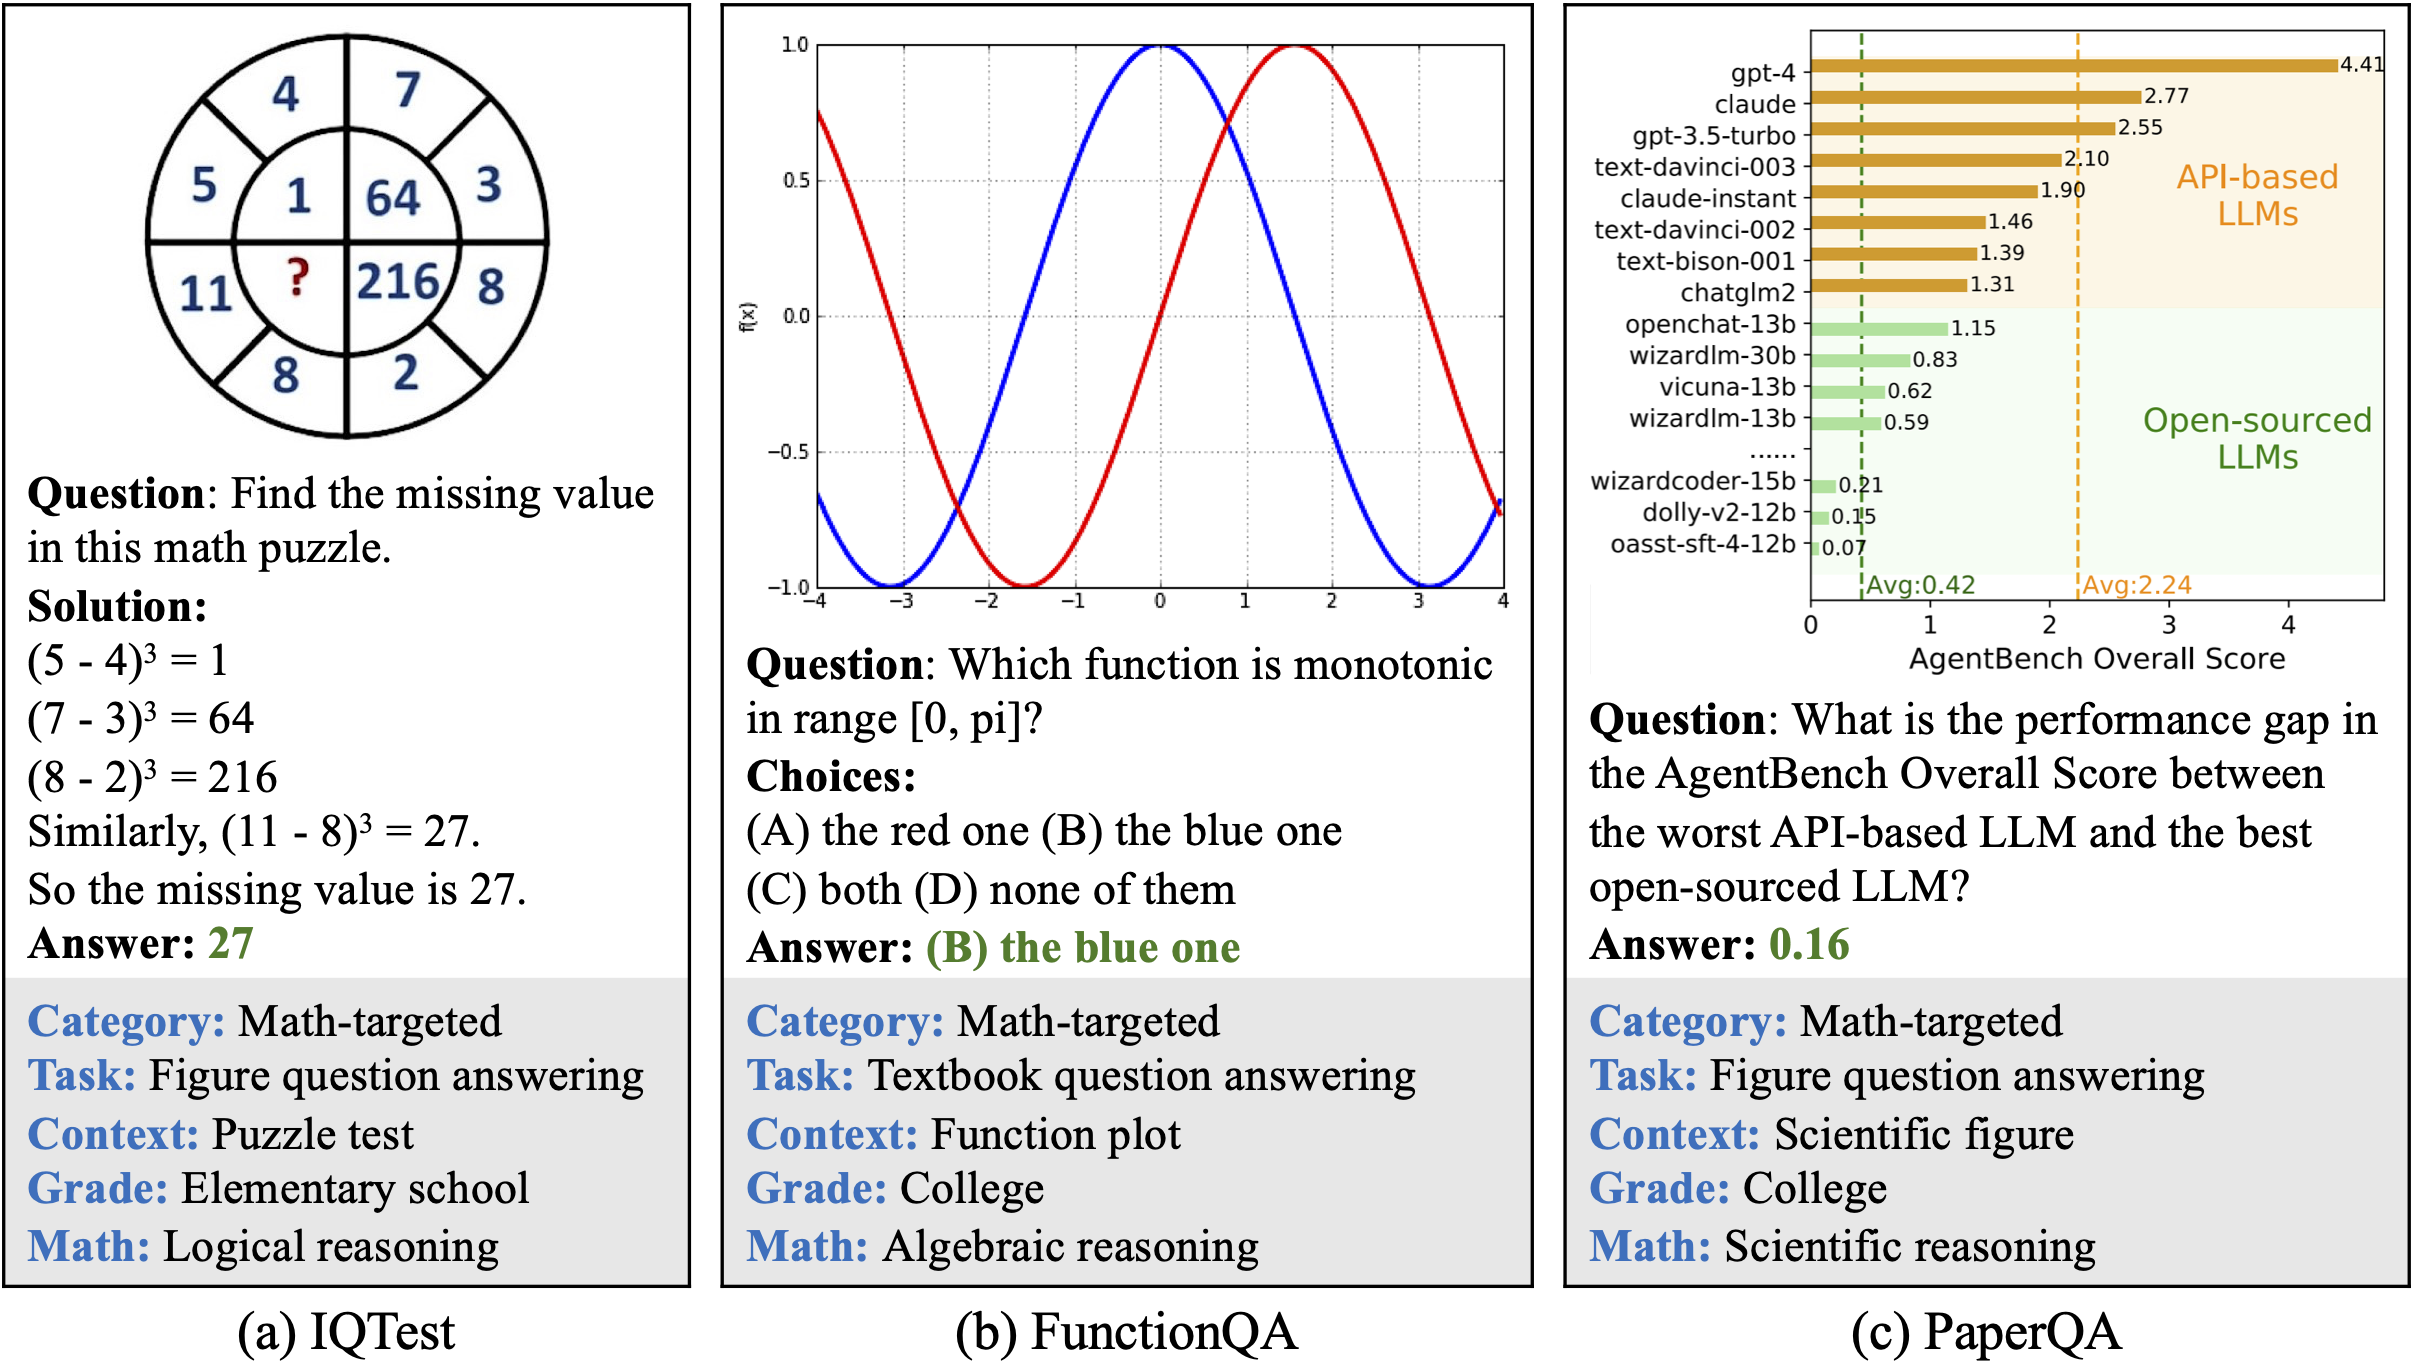 4 7
5 1 64 3
11 ? 216 8
8 2
Question: Find the missing value
in this math puzzle.
Solution:
(5 - 4)³ = 1
(7 - 3)³ = 64
(8 - 2)³ = 216
Similarly, (11 - 8)³ = 27.
So the missing value is 27.
Answer: 27
Category: Math-targeted
Task: Figure question answering
Context: Puzzle test
Grade: Elementary school
Math: Logical reasoning
(a) IQTest
1.0
0.5
0.0
−0.5
−1.0
f(x)
−4 −3 −2 −1 0 1 2 3 4
Question: Which function is monotonic
in range [0, pi]?
Choices:
(A) the red one (B) the blue one
(C) both (D) none of them
Answer: (B) the blue one
Category: Math-targeted
Task: Textbook question answering
Context: Function plot
Grade: College
Math: Algebraic reasoning
(b) FunctionQA
gpt-4 4.41
claude 2.77
gpt-3.5-turbo 2.55
text-davinci-003 2.10
claude-instant 1.90
text-davinci-002 1.46
text-bison-001 1.39
chatglm2 1.31
API-based
LLMs
openchat-13b 1.15
wizardlm-30b 0.83
vicuna-13b 0.62
wizardlm-13b 0.59
......
wizardcoder-15b 0.21
dolly-v2-12b 0.15
oasst-sft-4-12b 0.07
Open-sourced
LLMs
Avg:0.42 Avg:2.24
0 1 2 3 4
AgentBench Overall Score
Question: What is the performance gap in
the AgentBench Overall Score between
the worst API-based LLM and the best
open-sourced LLM?
Answer: 0.16
Category: Math-targeted
Task: Figure question answering
Context: Scientific figure
Grade: College
Math: Scientific reasoning
(c) PaperQA